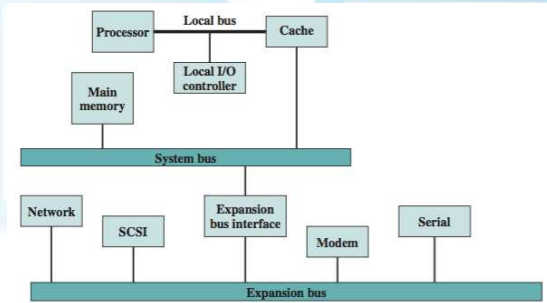 Local bus
Processor
Cache
Local I/O
controller
Main
memory
System bus
Network
SCSI
Expansion
bus interface
Modem
Serial
Expansion bus